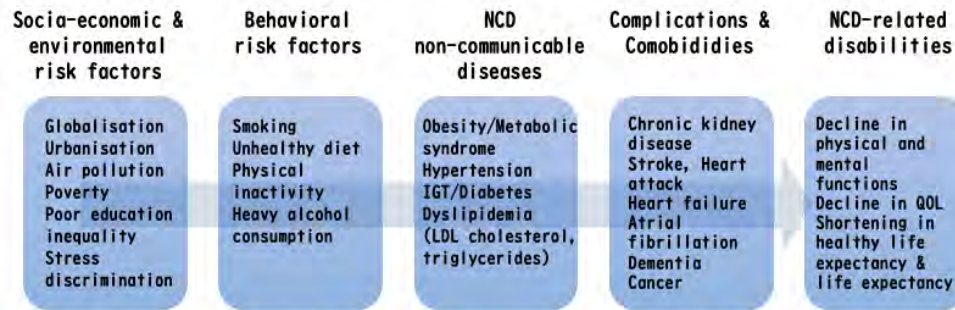 Socia-economic &
environmental
risk factors
Globalisation
Urbanisation
Air pollution
Poverty
Poor education
inequality
Stress
discrimination
Behavioral
risk factors
Smoking
Unhealthy diet
Physical
inactivity
Heavy alcohol
consumption
NCD
non-communicable
diseases
Obesity/Metabolic
syndrome
Hypertension
IGT/Diabetes
Dyslipidemia
(LDL cholesterol,
triglycerides)
Complications &
Comobididies
Chronic kidney
disease
Stroke, Heart
attack
Heart failure
Atrial
fibrillation
Dementia
Cancer
NCD-related
disabilities
Decline in
physical and
mental
functions
Decline in QOL
Shortening in
healthy life
expectancy &
life expectancy